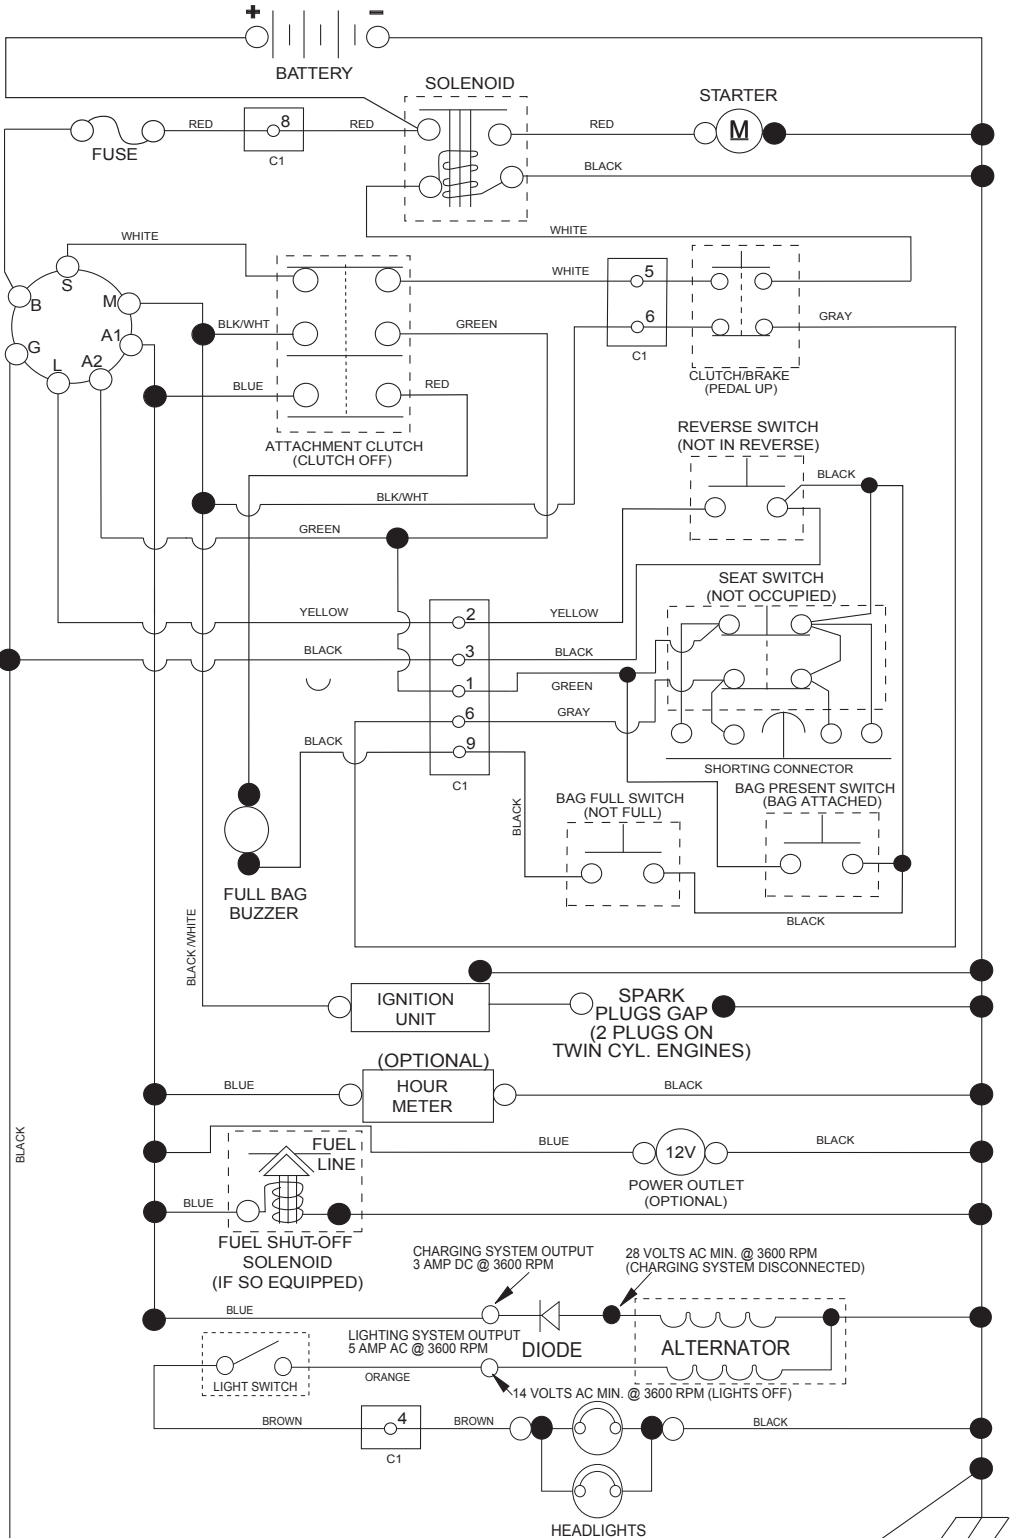 + -
BATTERY
SOLENOID
STARTER
8
RED
RED
RED
M
FUSE
C1
BLACK
WHITE
WHITE
S
B
M
WHITE
5
A1
BLK/WHT
GREEN
6
GRAY
G
L
A2
C1
CLUTCH/BRAKE
(PEDAL UP)
BLUE
RED
ATTACHMENT CLUTCH
(CLUTCH OFF)
REVERSE SWITCH
(NOT IN REVERSE)
BLACK
BLK/WHT
GREEN
SEAT SWITCH
(NOT OCCUPIED)
YELLOW
2
YELLOW
BLACK
3
BLACK
1
GREEN
6
GRAY
BLACK
9
C1
SHORTING CONNECTOR
BAG PRESENT SWITCH
(BAG ATTACHED)
BAG FULL SWITCH
(NOT FULL)
BLACK
FULL BAG
BUZZER
BLACK
BLACK /WHITE
IGNITION
UNIT
SPARK
PLUGS GAP
(2 PLUGS ON
TWIN CYL. ENGINES)
(OPTIONAL)
HOUR
METER
BLUE
BLACK
BLACK
FUEL
LINE
BLUE
12V
BLACK
POWER OUTLET
(OPTIONAL)
BLUE
FUEL SHUT-OFF
SOLENOID
(IF SO EQUIPPED)
CHARGING SYSTEM OUTPUT
3 AMP DC @ 3600 RPM
28 VOLTS AC MIN. @ 3600 RPM
(CHARGING SYSTEM DISCONNECTED)
BLUE
LIGHTING SYSTEM OUTPUT
5 AMP AC @ 3600 RPM
DIODE
ALTERNATOR
LIGHT SWITCH
ORANGE
14 VOLTS AC MIN. @ 3600 RPM (LIGHTS OFF)
BROWN
4
BROWN
BLACK
C1
HEADLIGHTS